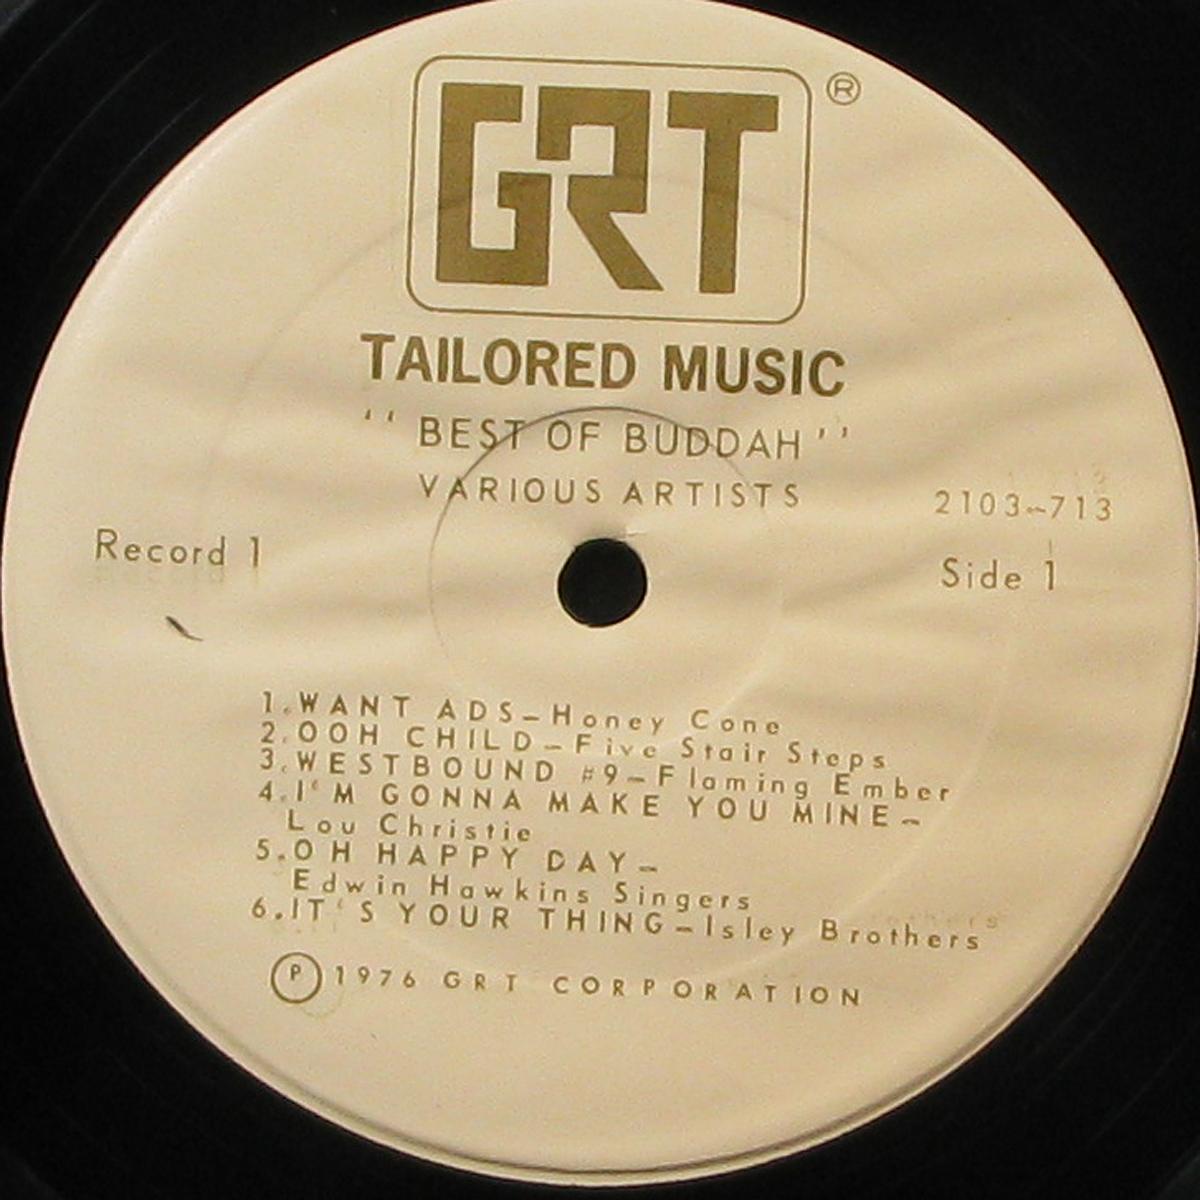 GRT ®
TAILORED MUSIC
‘‘ BEST OF BUDDAH ’’
VARIOUS ARTISTS
2103-713
Record 1
Side 1
1.WANT ADS-Honey Cone
2.OOH CHILD-Five Stair Steps
3.WESTBOUND #9-Flaming Ember
4.I'M GONNA MAKE YOU MINE-
Lou Christie
5.OH HAPPY DAY-
Edwin Hawkins Singers
6.IT'S YOUR THING-Isley Brothers
Ⓟ 1976 GRT CORPORATION